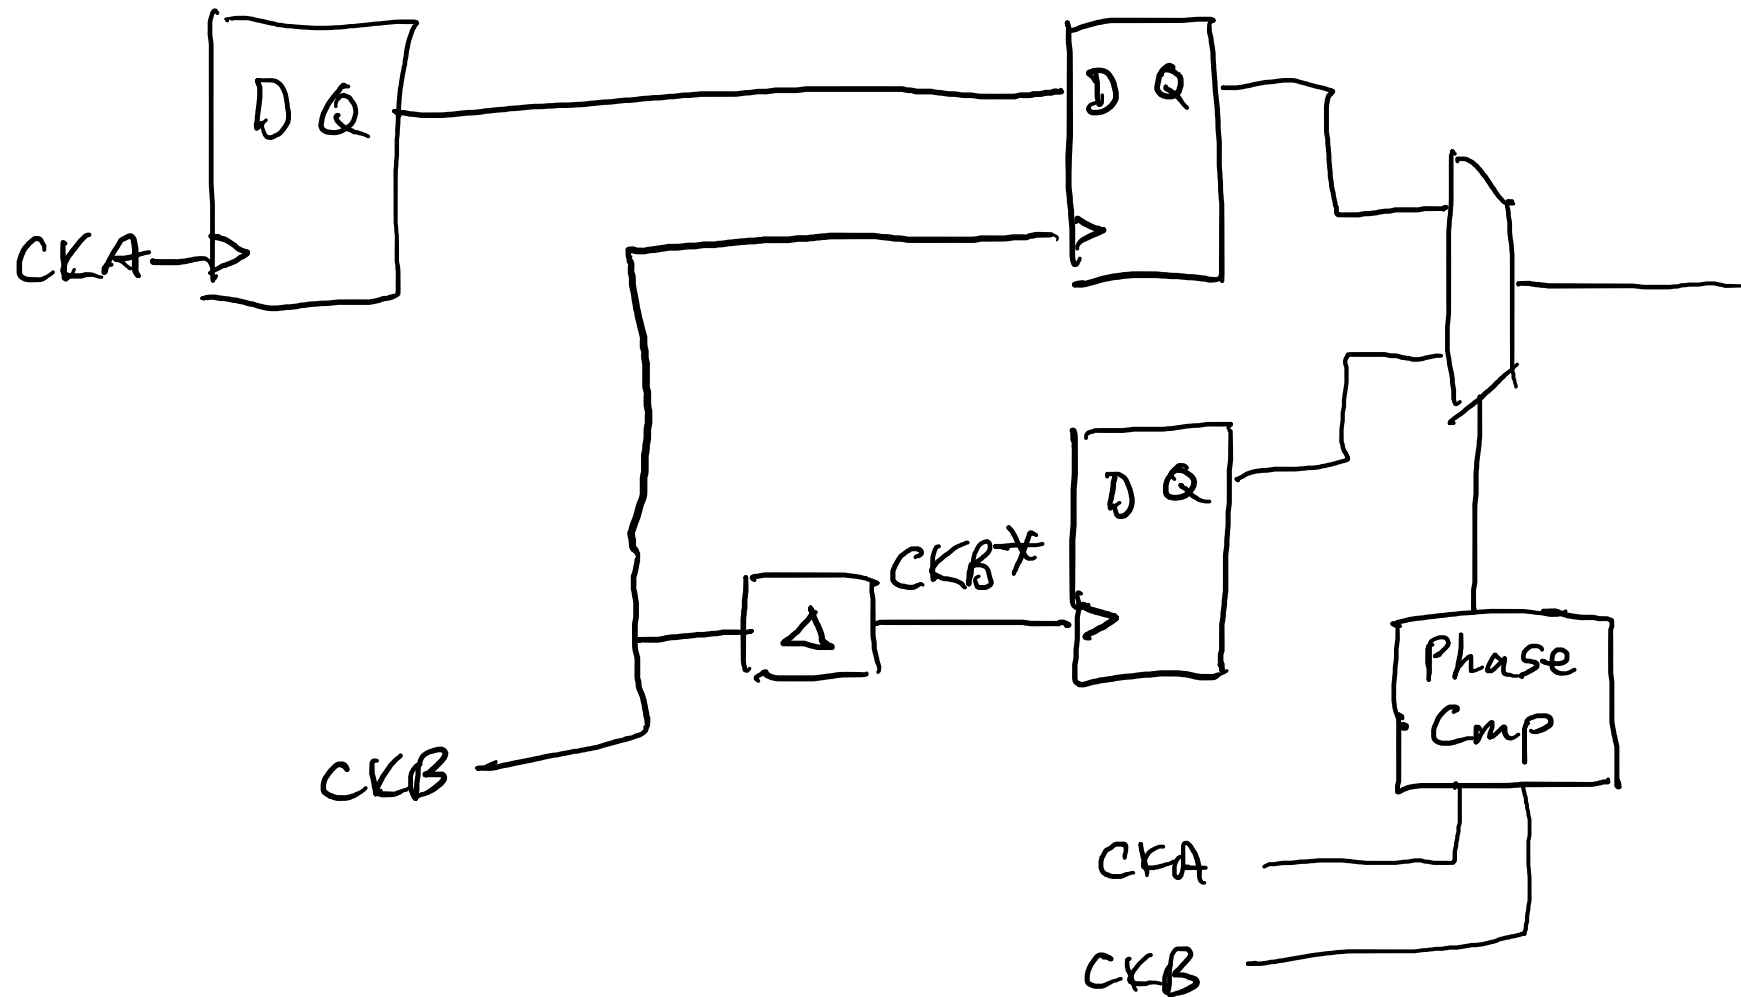 D Q
D Q
CKA
D Q
CKB*
Δ
Phase
Cmp
CKB
CKA
CKB